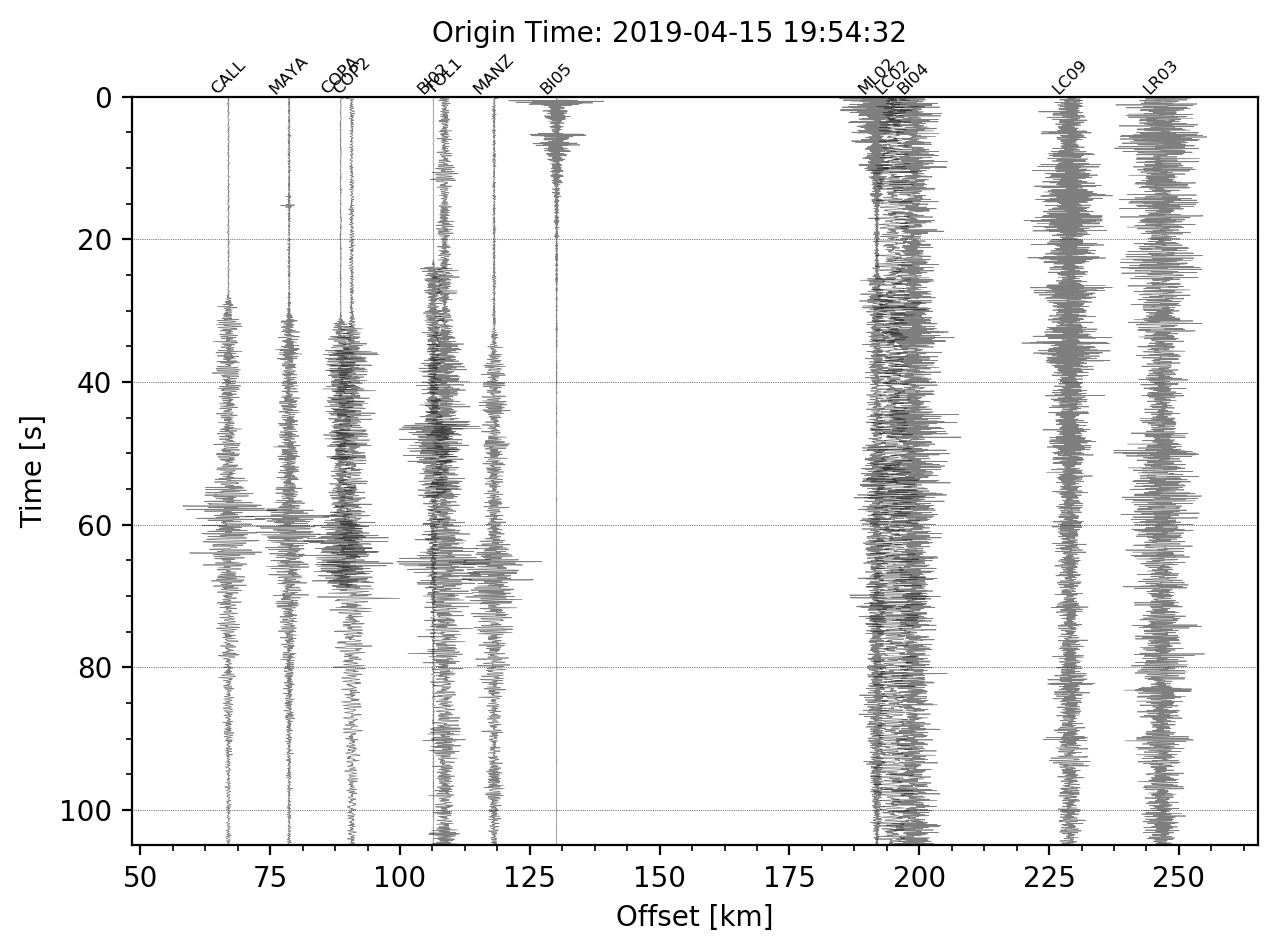 Origin Time: 2019-04-15 19:54:32
CALL MAYA COPA COP2 BI02 TOL1 MANZ BI05 ML02 LC02 BI04 LC09 LR03
0
20
40
60
80
100
Time [s]
50 75 100 125 150 175 200 225 250
Offset [km]